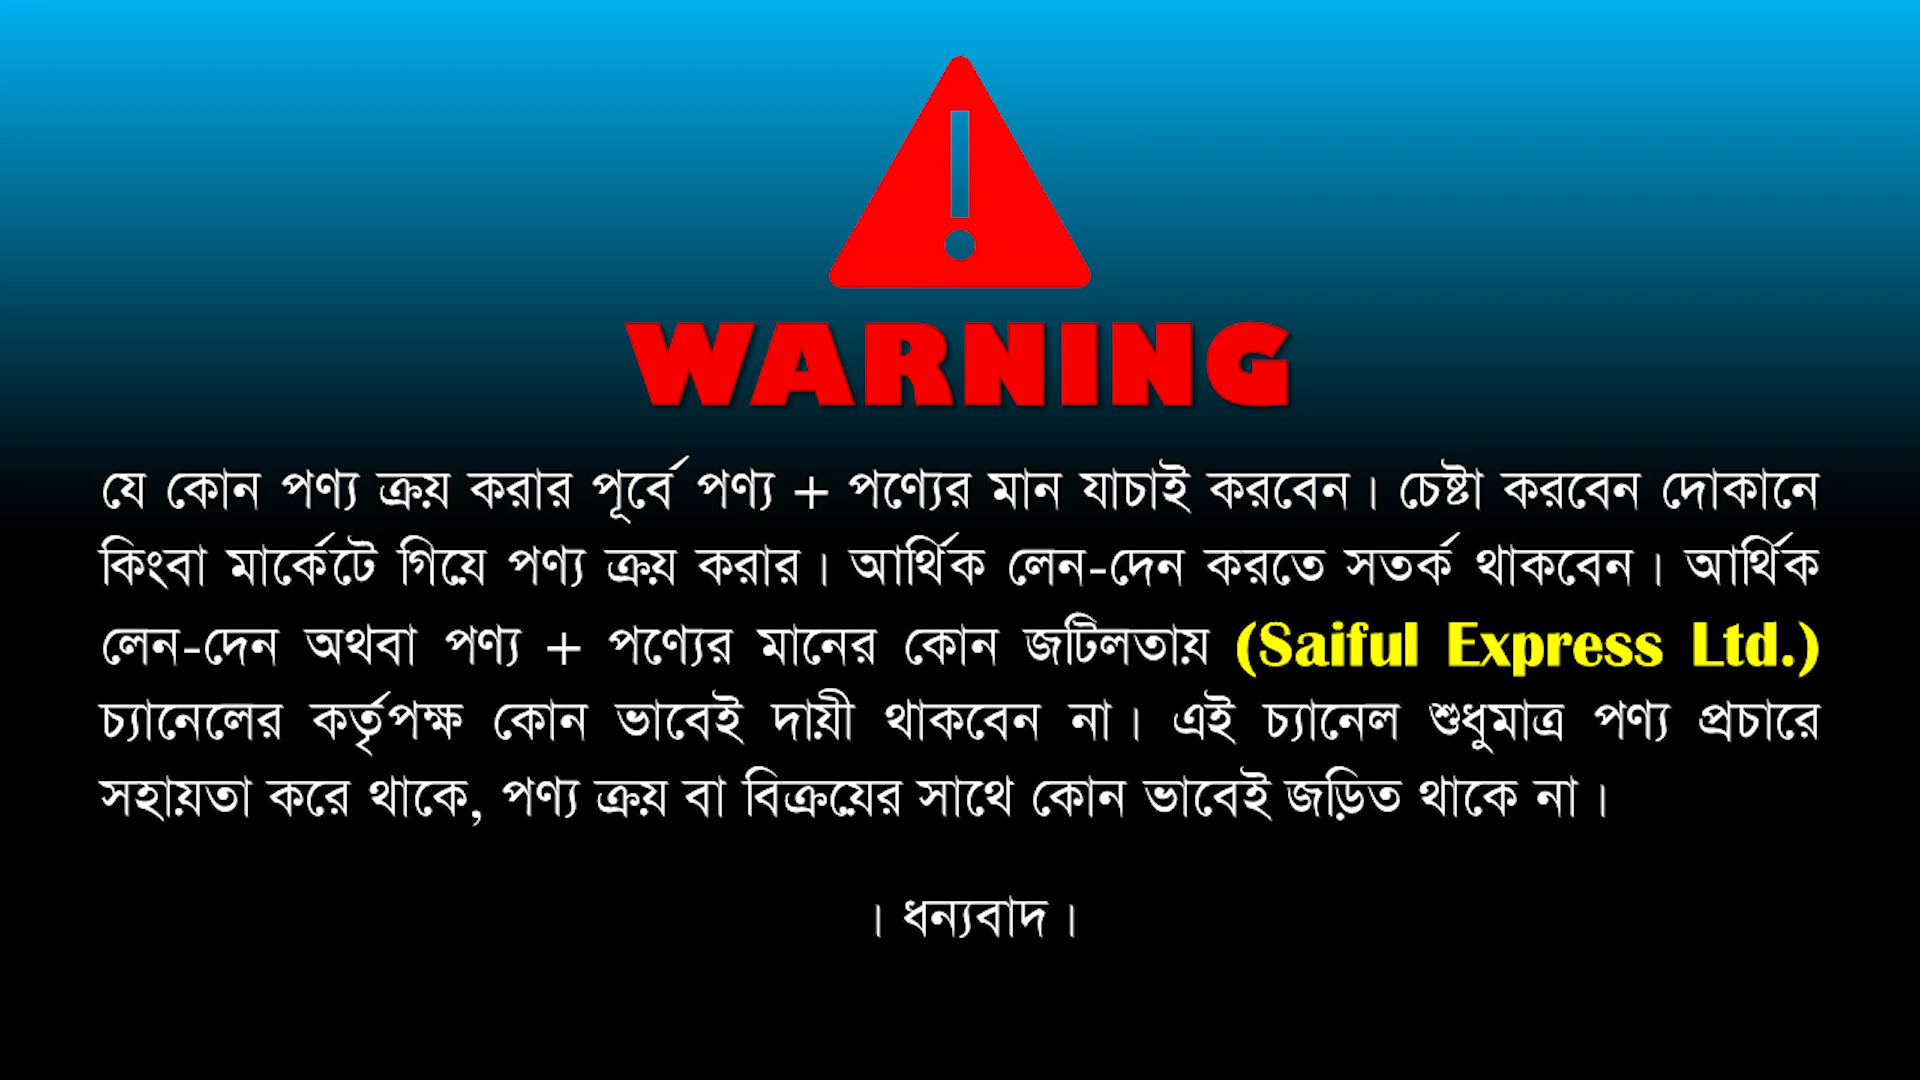 WARNING
যে কোন পণ্য ক্রয় করার পূর্বে পণ্য + পণ্যের মান যাচাই করবেন। চেষ্টা করবেন দোকানে
কিংবা মার্কেটে গিয়ে পণ্য ক্রয় করার। আর্থিক লেন-দেন করতে সতর্ক থাকবেন। আর্থিক
লেন-দেন অথবা পণ্য + পণ্যের মানের কোন জটিলতায় (Saiful Express Ltd.)
চ্যানেলের কর্তৃপক্ষ কোন ভাবেই দায়ী থাকবেন না। এই চ্যানেল শুধুমাত্র পণ্য প্রচারে
সহায়তা করে থাকে, পণ্য ক্রয় বা বিক্রয়ের সাথে কোন ভাবেই জড়িত থাকে না।
। ধন্যবাদ।